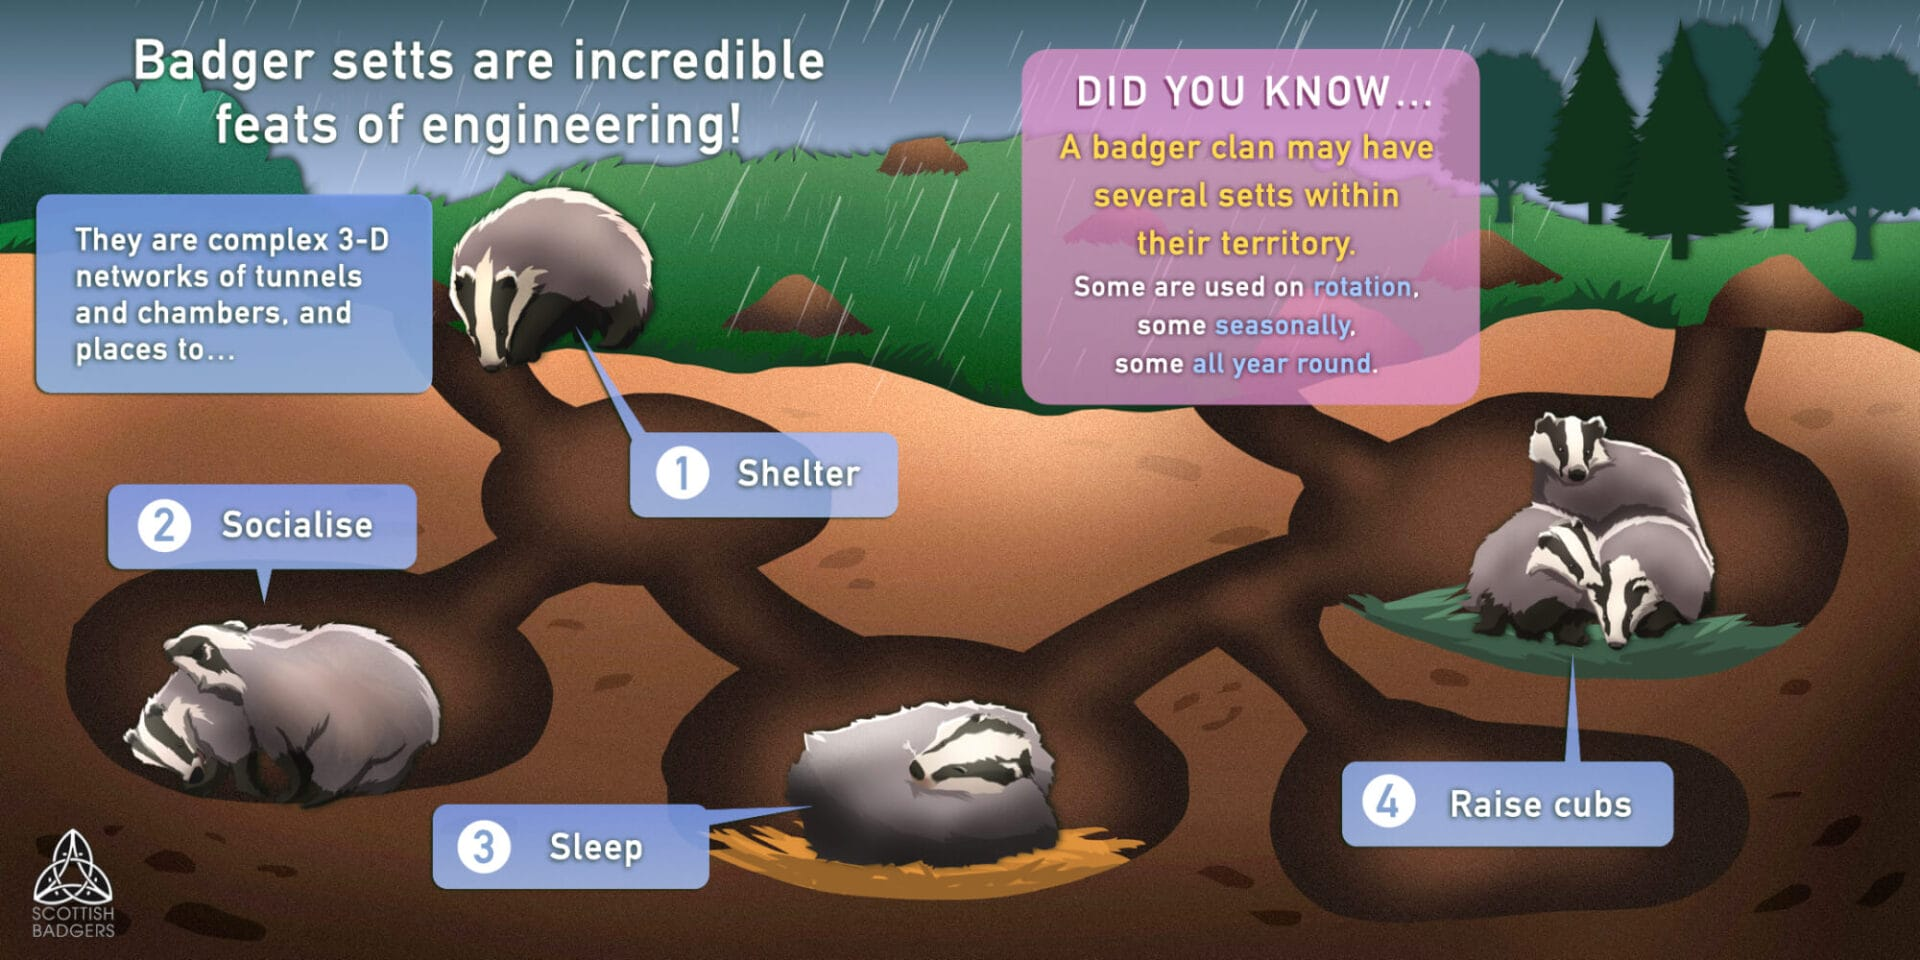 Badger setts are incredible
feats of engineering!
They are complex 3-D
networks of tunnels
and chambers, and
places to...
DID YOU KNOW...
A badger clan may have
several setts within
their territory.
Some are used on rotation,
some seasonally,
some all year round.
1 Shelter
2 Socialise
3 Sleep
4 Raise cubs
SCOTTISH
BADGERS